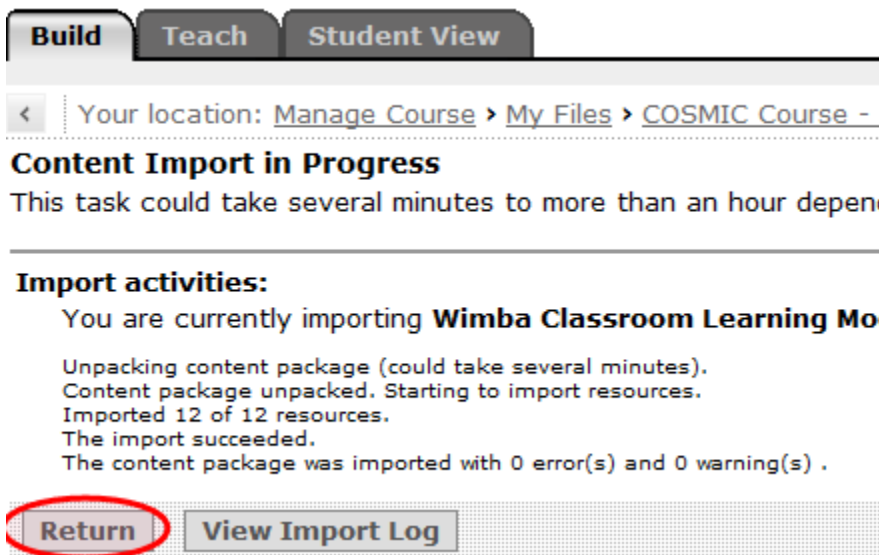 Build Teach Student View
Your location: Manage Course › My Files › COSMIC Course -
Content Import in Progress
This task could take several minutes to more than an hour
Import activities:
You are currently importing Wimba Classroom Learning
Unpacking content package (could take several minutes).
Content package unpacked. Starting to import resources.
Imported 12 of 12 resources.
The import succeeded.
The content package was imported with 0 error(s) and 0 warning(s) .
Return View Import Log